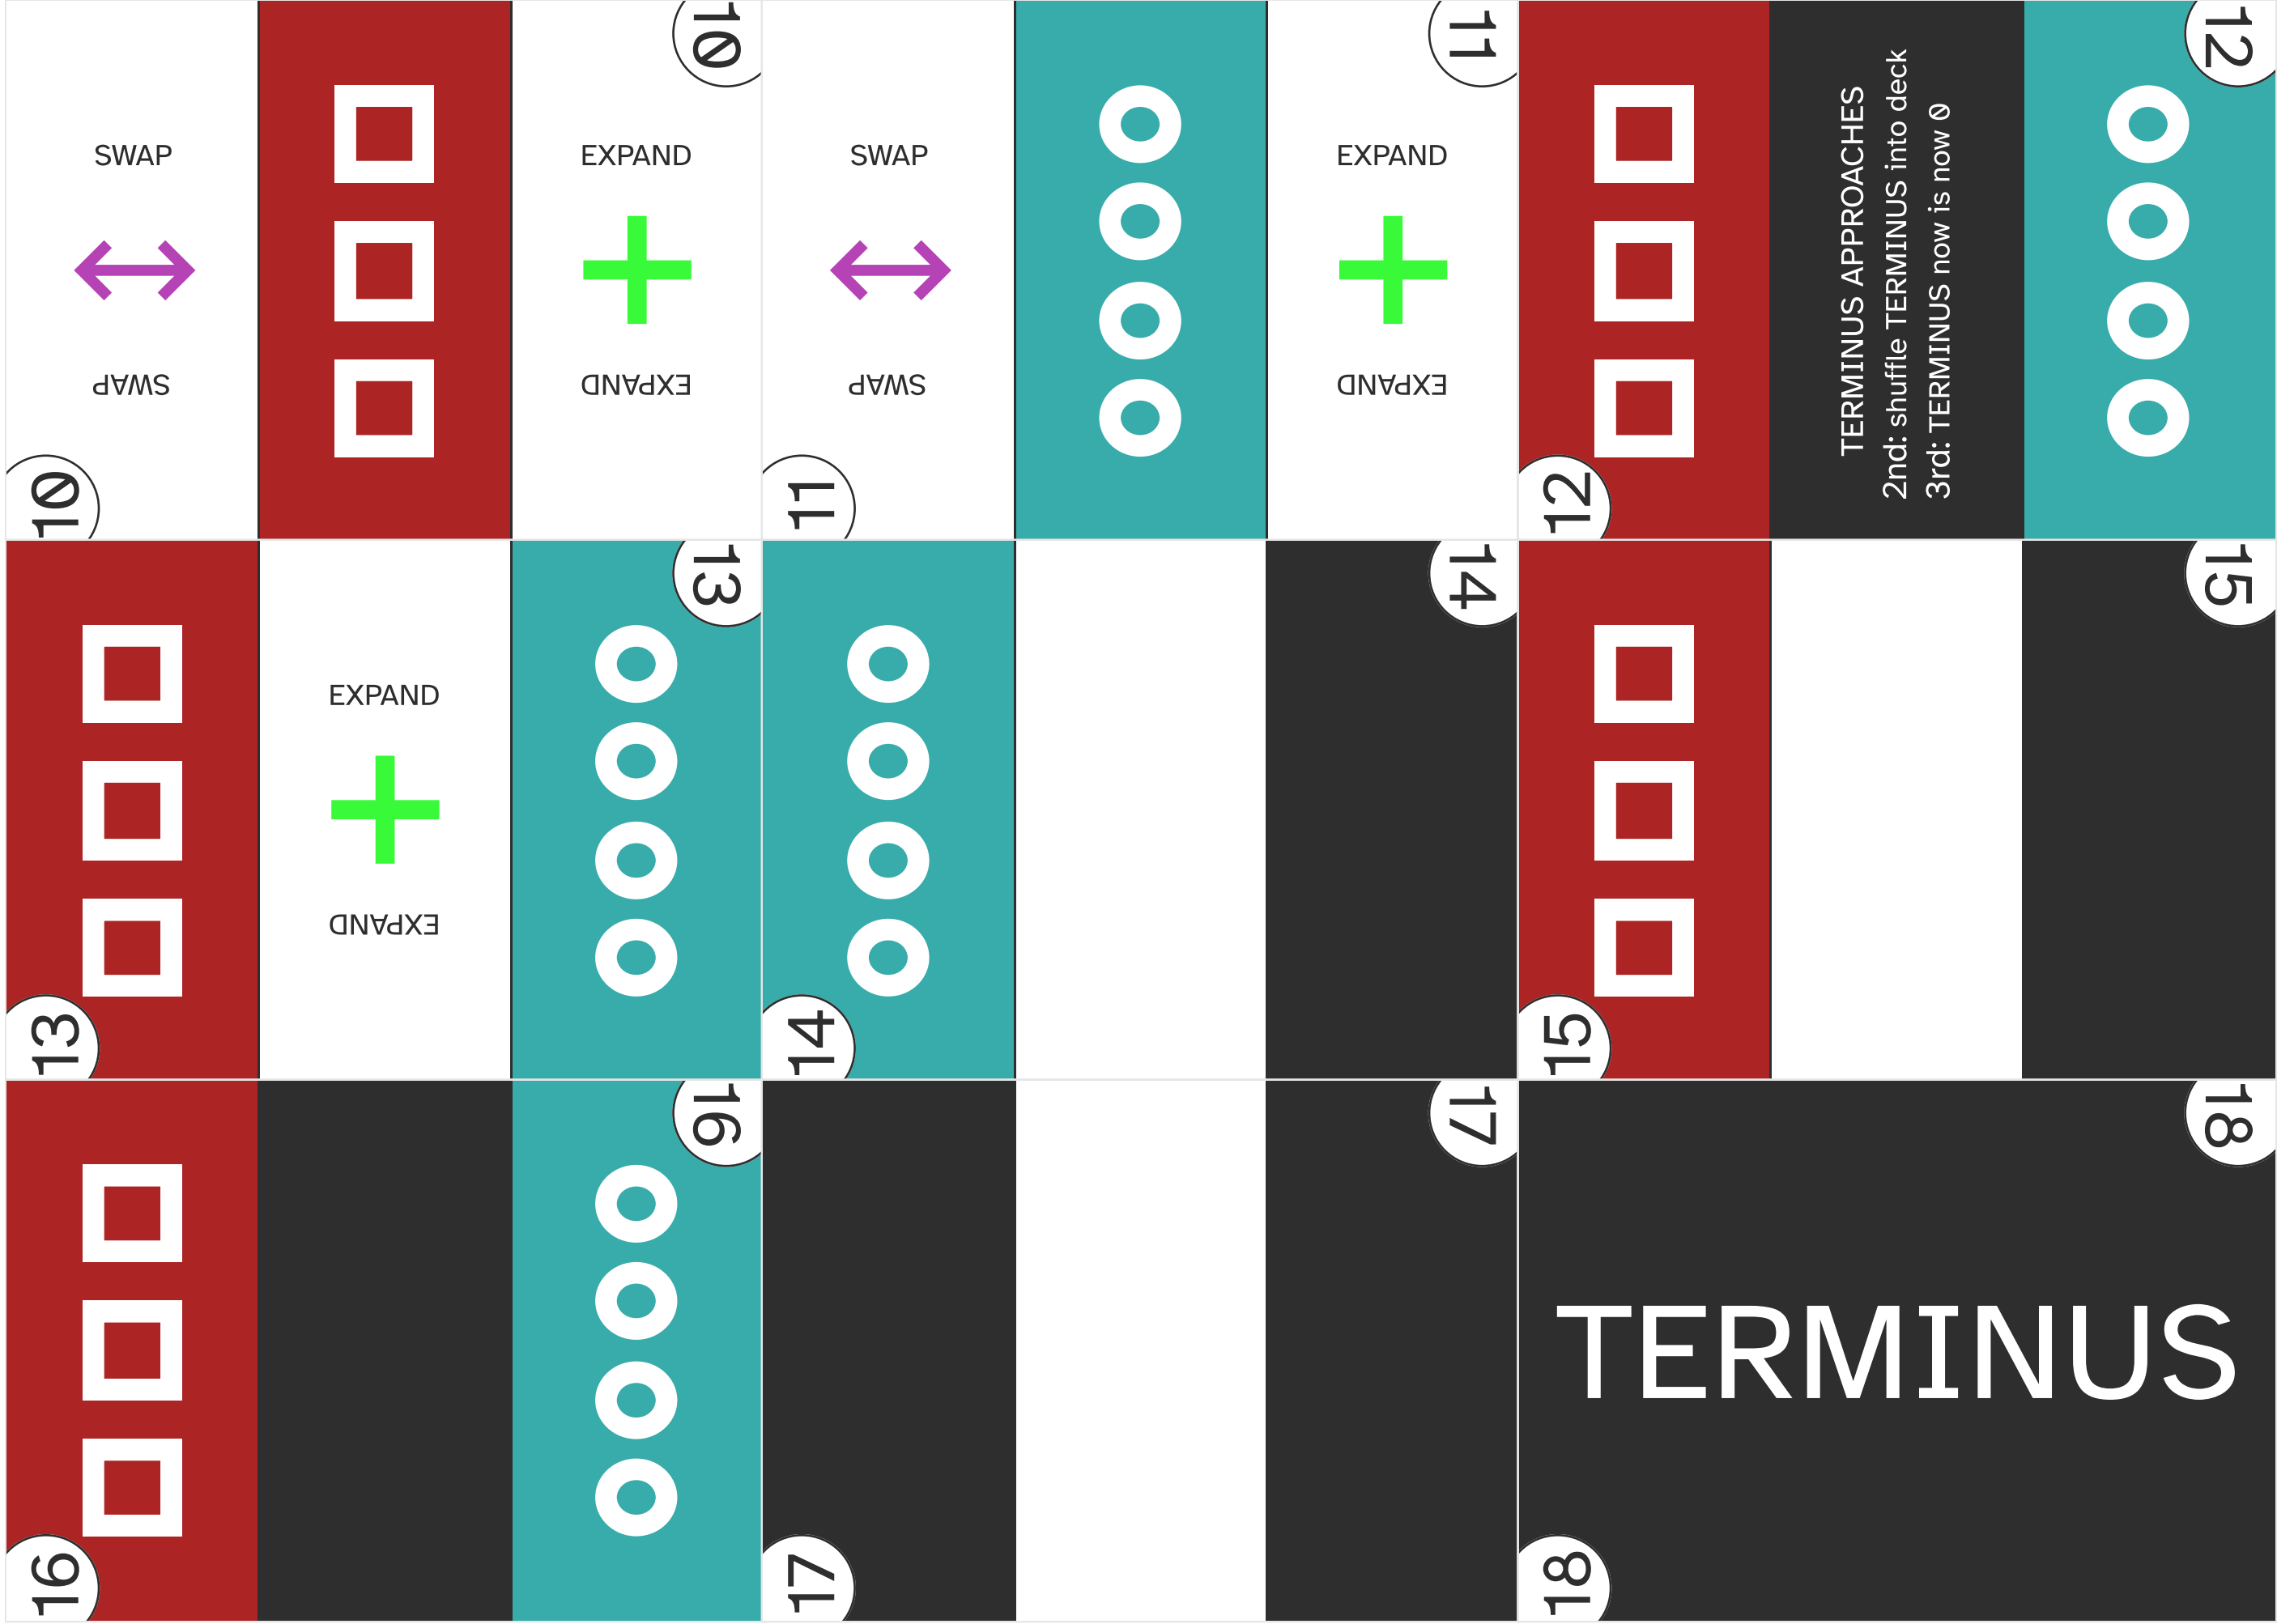 10
SWAP
SWAP
EXPAND
EXPAND
10
11
SWAP
SWAP
EXPAND
EXPAND
11
12
TERMINUS APPROACHES
2nd: shuffle TERMINUS into deck
3rd: TERMINUS now is now 0
12
13
EXPAND
EXPAND
13
14
14
15
15
16
16
17
17
18
TERMINUS
18